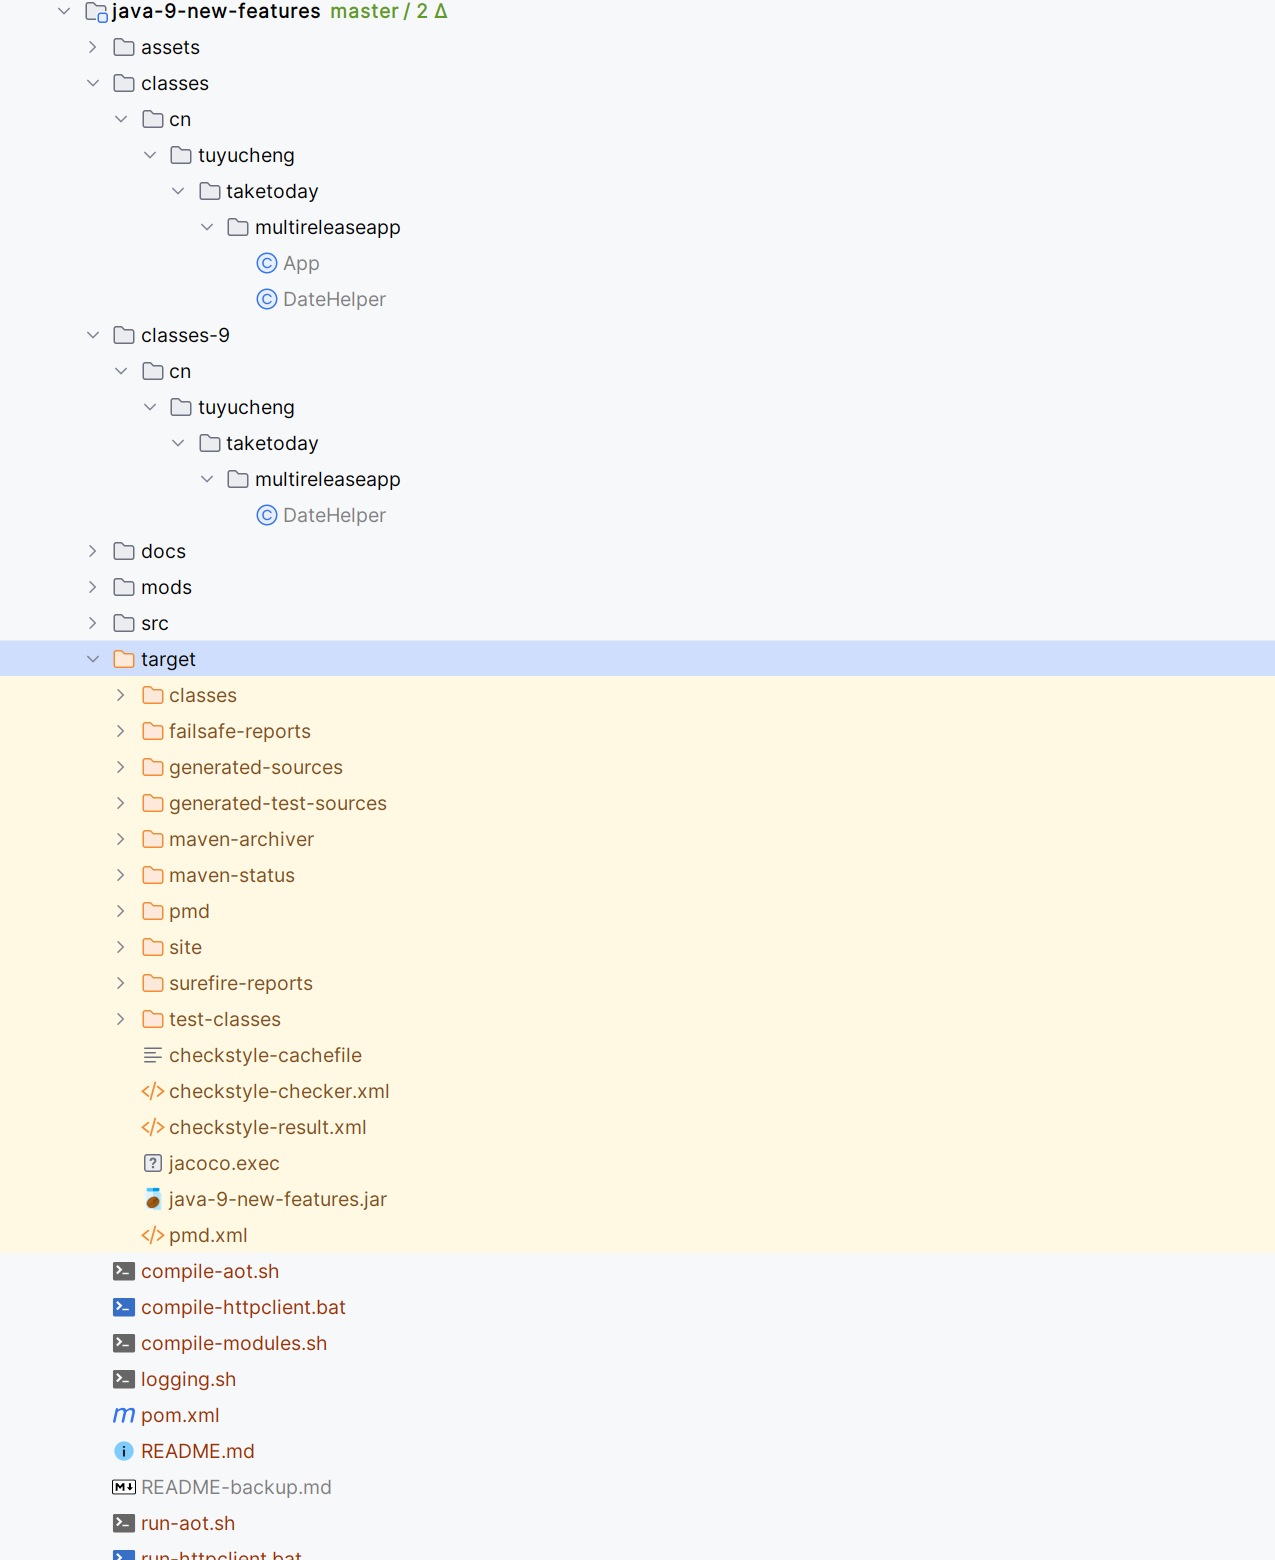 java-9-new-features master / 2 Δ
assets
classes
cn
tuyucheng
taketoday
multireleaseapp
App
DateHelper
classes-9
cn
tuyucheng
taketoday
multireleaseapp
DateHelper
docs
mods
src
target
classes
failsafe-reports
generated-sources
generated-test-sources
maven-archiver
maven-status
pmd
site
surefire-reports
test-classes
checkstyle-cachefile
checkstyle-checker.xml
checkstyle-result.xml
jacoco.exec
java-9-new-features.jar
pmd.xml
compile-aot.sh
compile-httpclient.bat
compile-modules.sh
logging.sh
pom.xml
README.md
README-backup.md
run-aot.sh
run-httpclient.bat